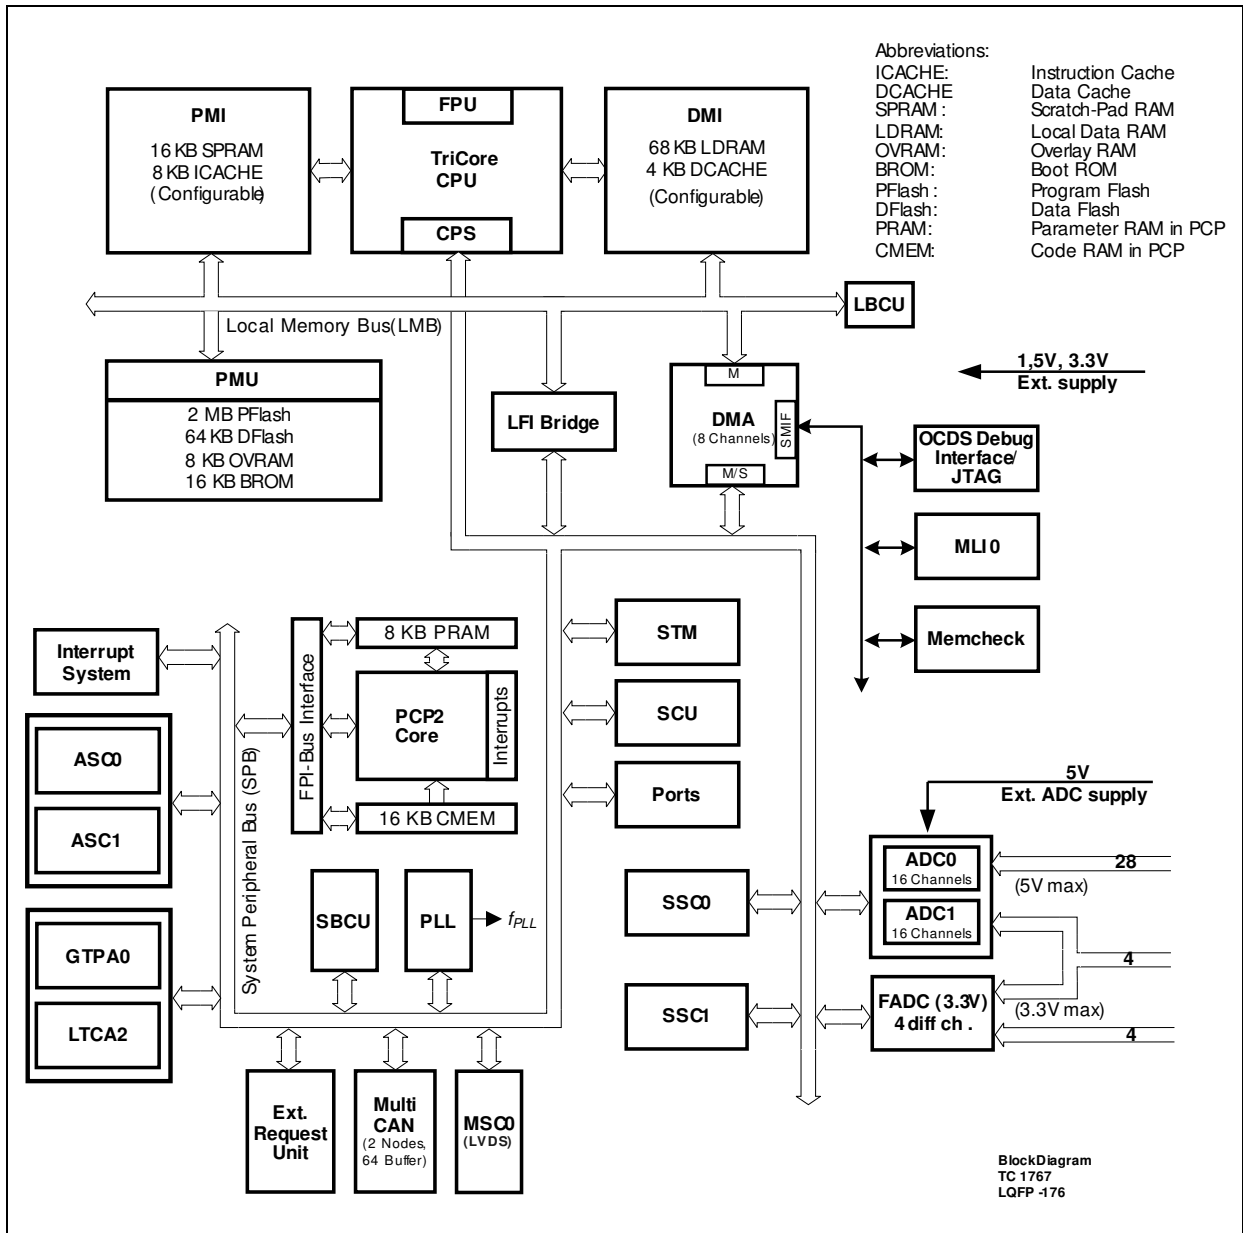 Abbreviations:
ICACHE: Instruction Cache
DCACHE Data Cache
SPRAM : Scratch-Pad RAM
LDRAM: Local Data RAM
OVRAM: Overlay RAM
BROM: Boot ROM
PFlash : Program Flash
DFlash: Data Flash
PRAM: Parameter RAM in PCP
CMEM: Code RAM in PCP
PMI
16 KB SPRAM
8 KB ICACHE
(Configurable)
FPU
TriCore
CPU
CPS
DMI
68 KB LDRAM
4 KB DCACHE
(Configurable)
Local Memory Bus(LMB)
LBCU
PMU
2 MB PFlash
64 KB DFlash
8 KB OVRAM
16 KB BROM
LFI Bridge
M
DMA
(8 Channels)
SMIF
M/S
1,5V, 3.3V
Ext. supply
OCDS Debug
Interface/
JTAG
MLI 0
Memcheck
Interrupt
System
ASC0
ASC1
GTPA0
LTCA2
System Peripheral Bus (SPB)
FPI-Bus Interface
8 KB PRAM
PCP2
Core
Interrupts
16 KB CMEM
STM
SCU
Ports
SBCU
PLL
fPLL
SSC0
SSC1
5V
Ext. ADC supply
ADC0
16 Channels
ADC1
16 Channels
28
(5V max)
4
FADC (3.3V)
4 diff ch .
(3.3V max)
4
Ext.
Request
Unit
Multi
CAN
(2 Nodes,
64 Buffer)
MSC0
(LVDS)
BlockDiagram
TC 1767
LQFP -176